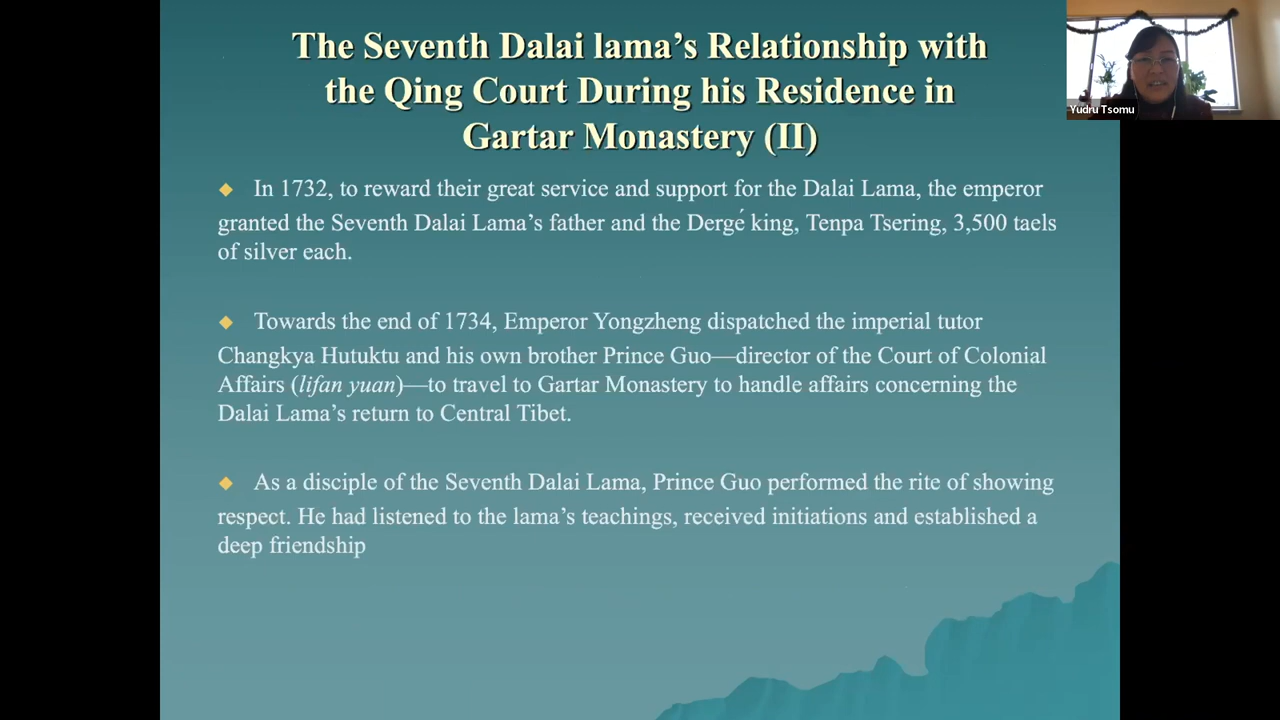 The Seventh Dalai lama’s Relationship with
the Qing Court During his Residence in
Gartar Monastery (II)
Yudru Tsomu
◆ In 1732, to reward their great service and support for the Dalai Lama, the emperor
granted the Seventh Dalai Lama’s father and the Dergé king, Tenpa Tsering, 3,500 taels
of silver each.
◆ Towards the end of 1734, Emperor Yongzheng dispatched the imperial tutor
Changkya Hutuktu and his own brother Prince Guo—director of the Court of Colonial
Affairs (lifan yuan)—to travel to Gartar Monastery to handle affairs concerning the
Dalai Lama’s return to Central Tibet.
◆ As a disciple of the Seventh Dalai Lama, Prince Guo performed the rite of showing
respect. He had listened to the lama’s teachings, received initiations and established a
deep friendship